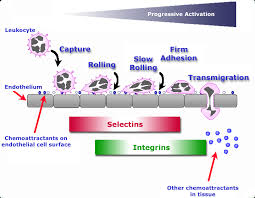 Progressive Activation
Leukocyte
Capture
Rolling
Slow
Rolling
Firm
Adhesion
Transmigration
Endothelium
Chemoattractants on
endothelial cell surface
Selectins
Integrins
Other chemoattractants
in tissue